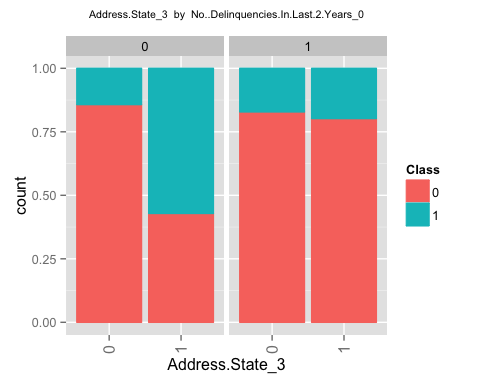 Address.State_3 by No..Delinquencies.In.Last.2.Years_0
0 1
1.00
0.75
0.50
0.25
0.00
count
0 1 0 1
Address.State_3
Class
0
1